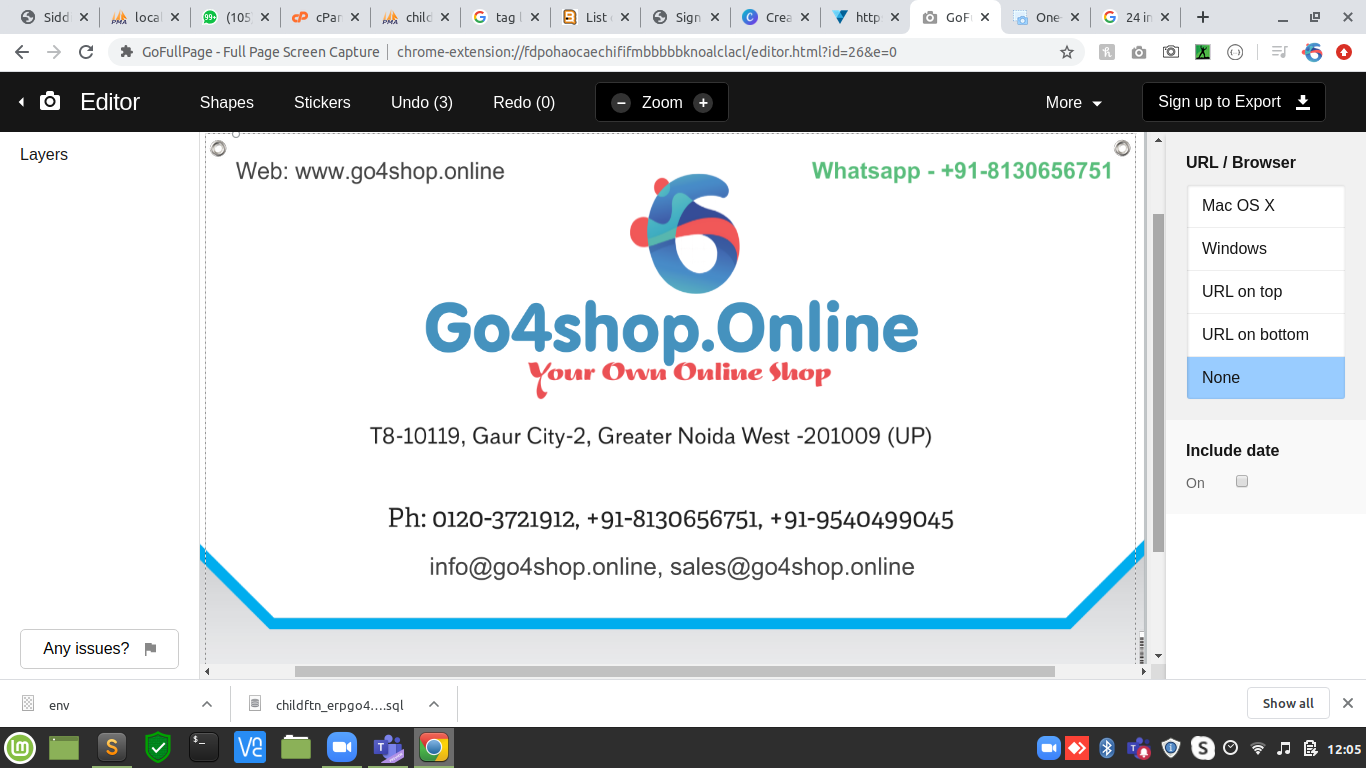 Siddl
local
(105)
cPan
child
tag l
List o
Sign
Crea
http
GoFu
One-
24 in
GoFullPage - Full Page Screen Capture
chrome-extension://fdpohaocaechififmbbbbbknoalclacl/editor.html?id=26&e=0
Editor
Shapes
Stickers
Undo (3)
Redo (0)
Zoom
More
Sign up to Export
Layers
Web: www.go4shop.online
Whatsapp - +91-8130656751
Go4shop.Online
Your Own Online Shop
T8-10119, Gaur City-2, Greater Noida West -201009 (UP)
Ph: 0120-3721912, +91-8130656751, +91-9540499045
info@go4shop.online, sales@go4shop.online
URL / Browser
Mac OS X
Windows
URL on top
URL on bottom
None
Include date
On
Any issues?
env
childftn_erpgo4....sql
Show all
12:05